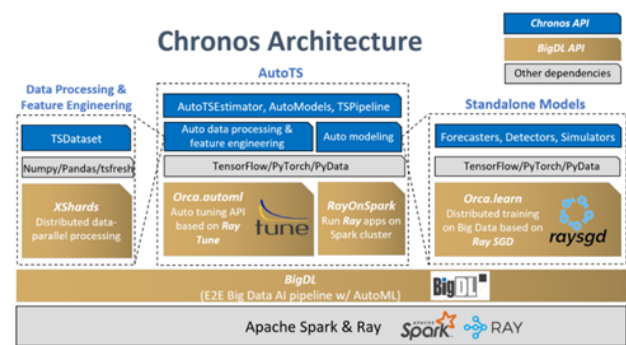 Chronos Architecture
Chronos API
BigDL API
Other dependencies
Data Processing &
Feature Engineering
TSDataset
Numpy/Pandas/tsfresh
XShards
Distributed data-
parallel processing
AutoTS
AutoTSEstimator, AutoModels, TSPipeline
Auto data processing &
feature engineering
Auto modeling
TensorFlow/PyTorch/PyData
Orca.automl
Auto tuning API
based on Ray
Tune
tune
RayOnSpark
Run Ray apps on
Spark cluster
Standalone Models
Forecasters, Detectors, Simulators
TensorFlow/PyTorch/PyData
Orca.learn
Distributed training
on Big Data based on
Ray SGD
raysgd
BigDL
(E2E Big Data AI pipeline w/ AutoML)
BigDL
Apache Spark & Ray
APACHE
Spark
RAY